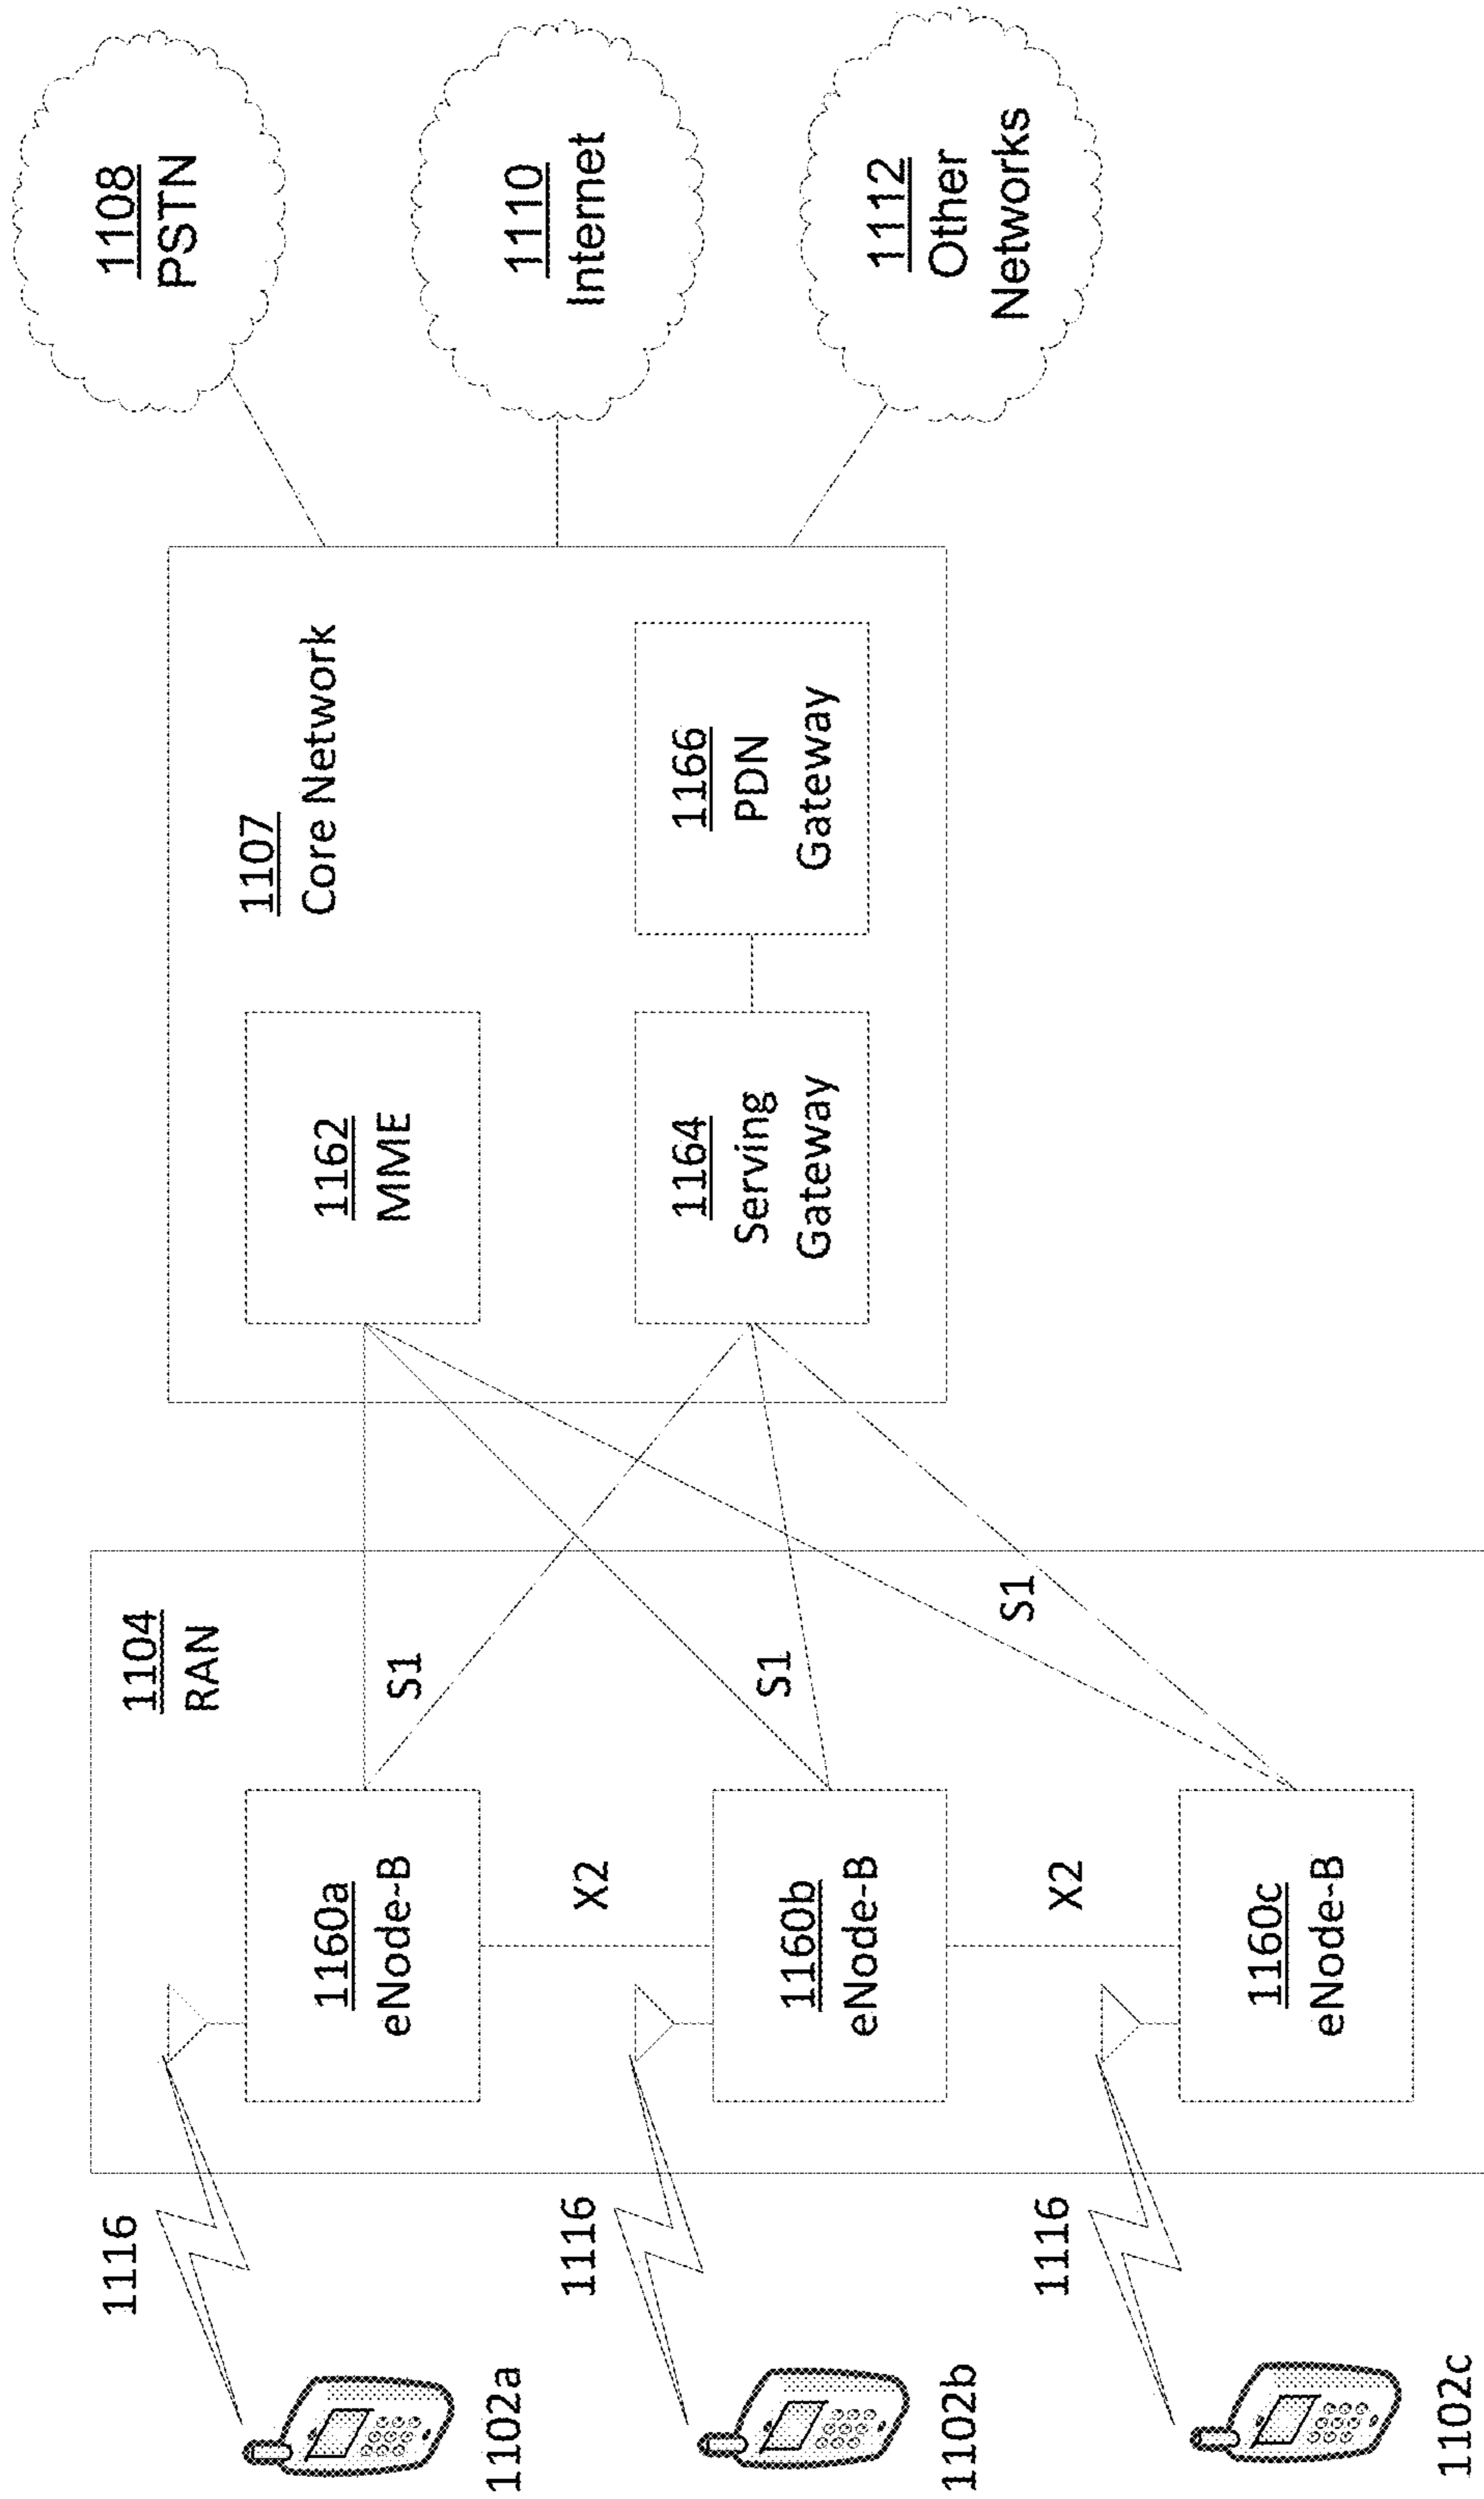 1116
1102a
1116
1102b
1116
1102c
1104
RAN
1160a
eNode-B
X2
1160b
eNode-B
X2
1160c
eNode-B
S1
S1
S1
1107
Core Network
1162
MME
1164
Serving
Gateway
1166
PDN
Gateway
1108
PSTN
1110
Internet
1112
Other
Networks